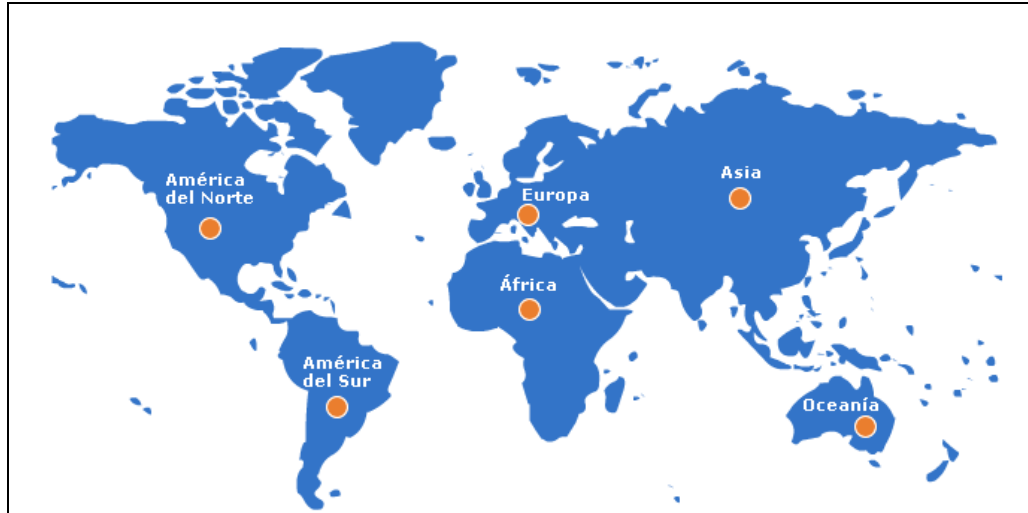 América
del Norte
Europa
Asia
África
América
del Sur
Oceanía